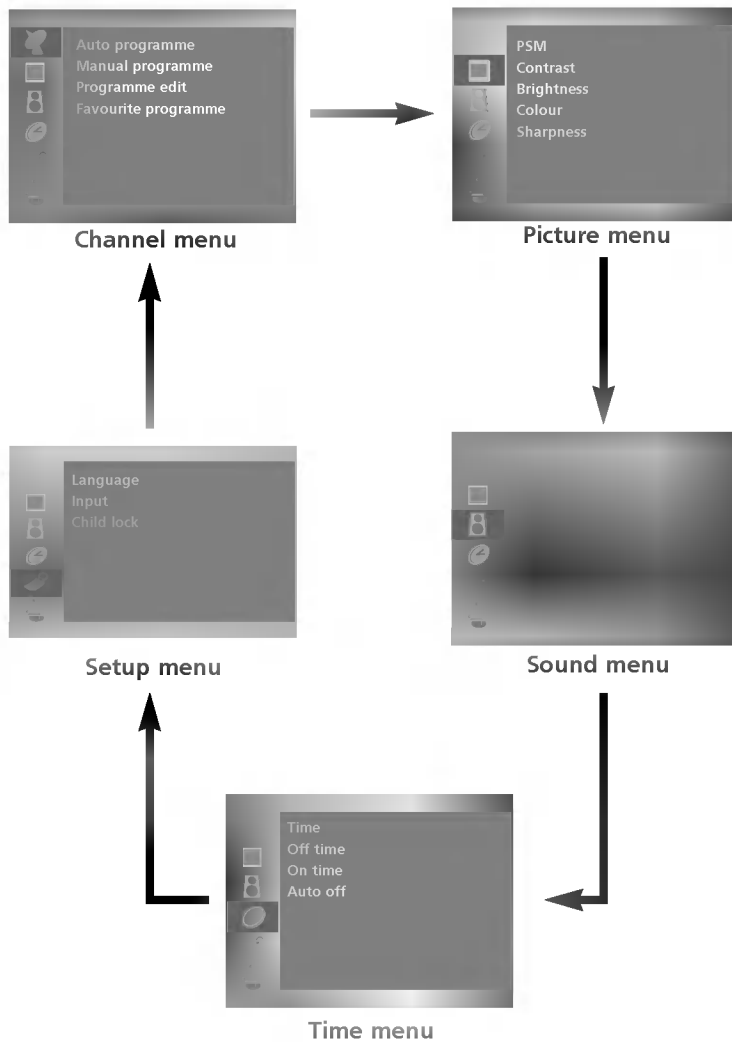 Auto programme
Manual programme
Programme edit
Favourite programme
Channel menu
PSM
Contrast
Brightness
Colour
Sharpness
Picture menu
Language
Input
Child lock
Setup menu
Sound menu
Time
Off time
On time
Auto off
Time menu